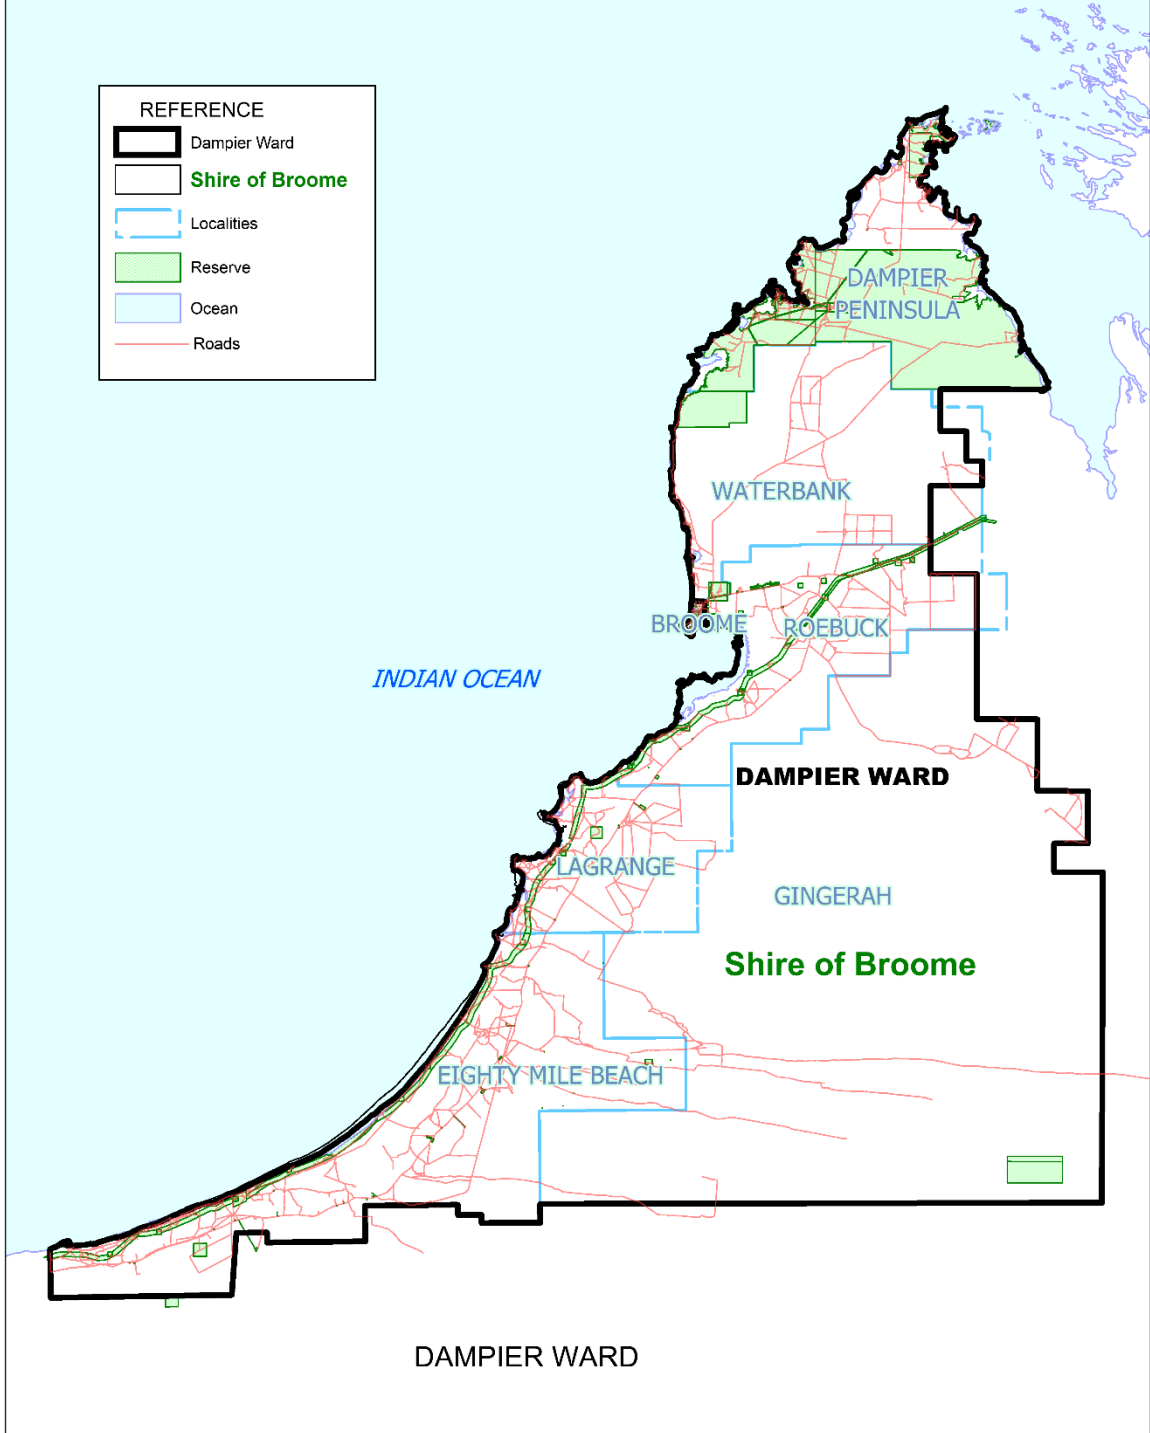 REFERENCE
Dampier Ward
Shire of Broome
Localities
Reserve
Ocean
Roads
DAMPIER
PENINSULA
WATERBANK
BROOME
ROEBUCK
INDIAN OCEAN
DAMPIER WARD
LAGRANGE
GINGERAH
Shire of Broome
EIGHTY MILE BEACH
DAMPIER WARD